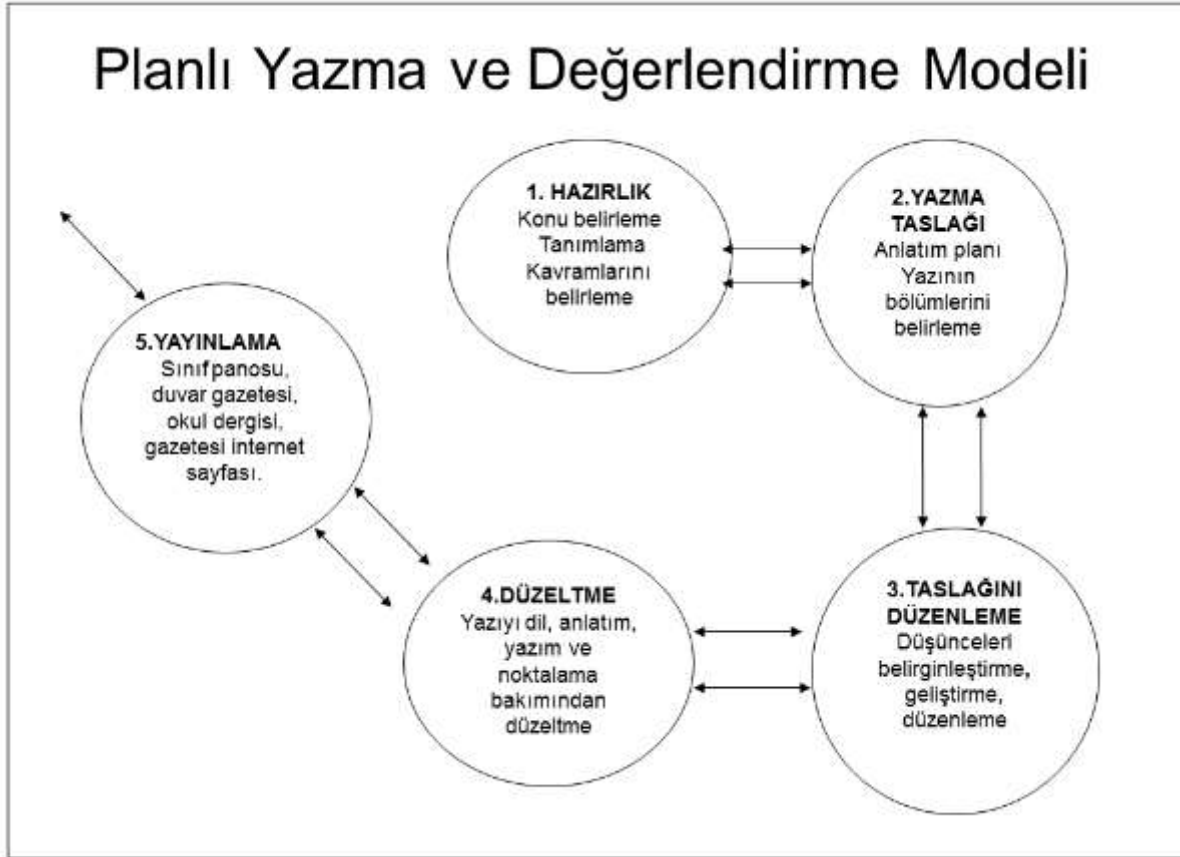 Planlı Yazma ve Değerlendirme Modeli
1. HAZIRLIK
Konu belirleme
Tanımlama
Kavramlarını
belirleme
2.YAZMA
TASLAĞI
Anlatım planı
Yazının
bölümlerini
belirleme
3.TASLAĞINI
DÜZENLEME
Düşünceleri
belirginleştirme,
geliştirme,
düzenleme
4.DÜZELTME
Yazıyı dil, anlatım,
yazım ve
noktalama
bakımından
düzeltme
5.YAYINLAMA
Sınıf panosu,
duvar gazetesi,
okul dergisi,
gazetesi internet
sayfası.